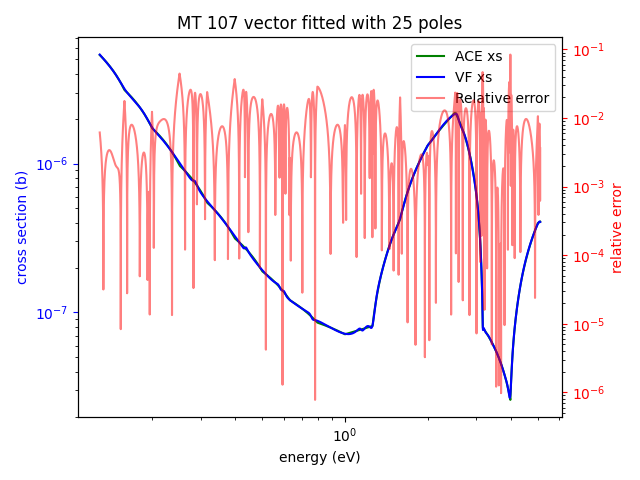 MT 107 vector fitted with 25 poles
ACE xs
VF xs
Relative error
cross section (b)
10⁻⁶
10⁻⁷
10⁻¹
10⁻²
10⁻³
10⁻⁴
10⁻⁵
10⁻⁶
relative error
10⁰
energy (eV)